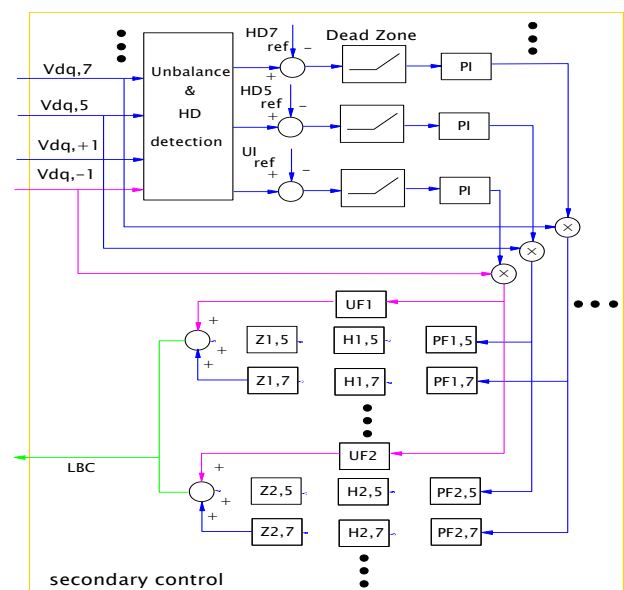 HD7
ref
−
Dead Zone
+
PI
Vdq,7
Unbalance
&
HD
detection
HD5
ref
−
+
PI
Vdq,5
UI
ref
−
+
PI
Vdq,+1
Vdq,−1
×
×
×
UF1
+
+
+
Z1,5
H1,5
PF1,5
Z1,7
H1,7
PF1,7
UF2
LBC
+
+
+
Z2,5
H2,5
PF2,5
Z2,7
H2,7
PF2,7
secondary control